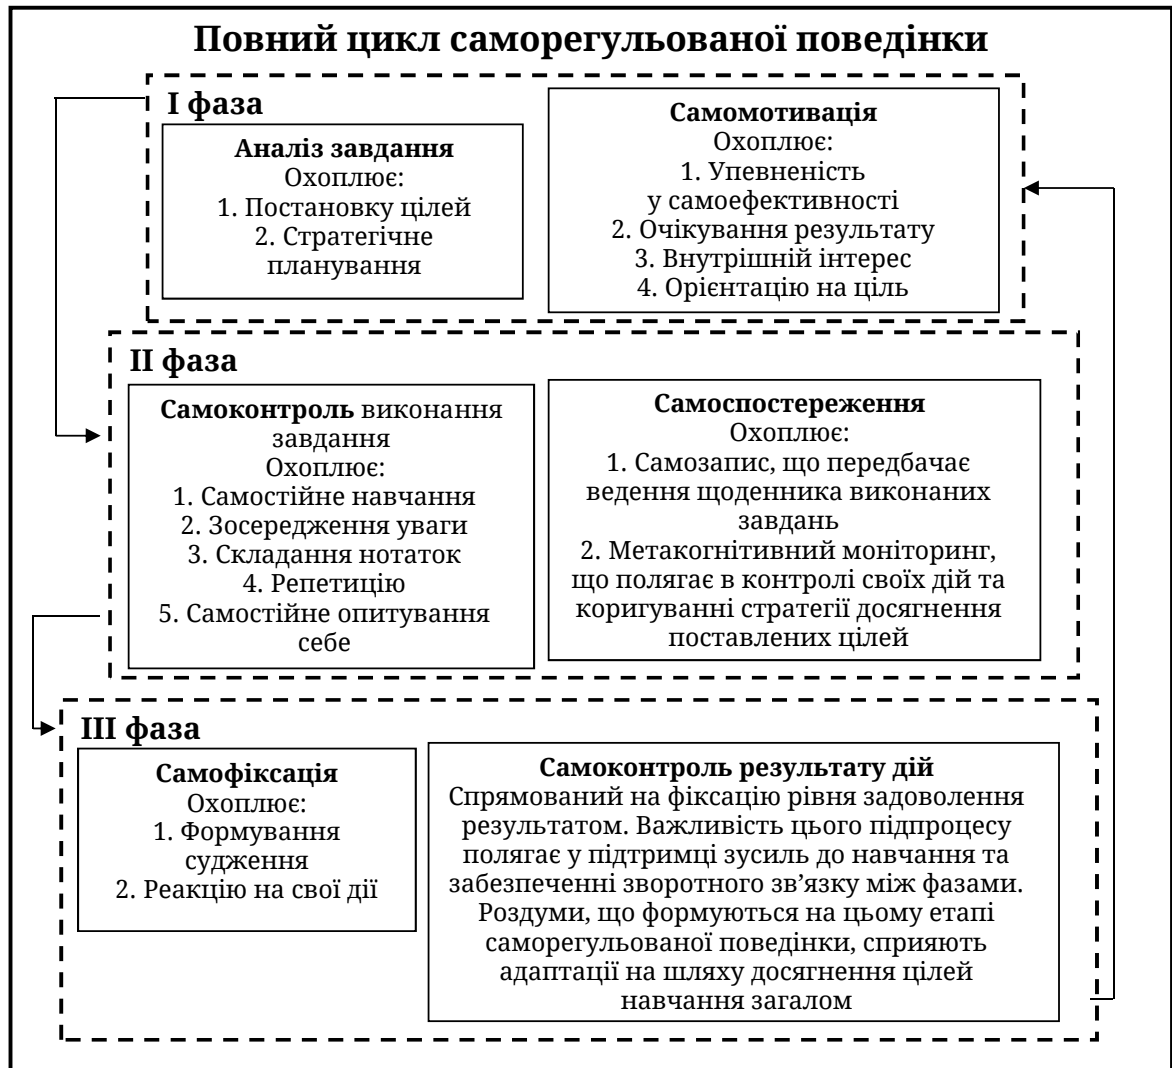 Повний цикл саморегульованої поведінки
І фаза
Аналіз завдання
Охоплює:
1. Постановку цілей
2. Стратегічне
планування
Самомотивація
Охоплює:
1. Упевненість
у самоефективності
2. Очікування результату
3. Внутрішній інтерес
4. Орієнтацію на ціль
ІІ фаза
Самоконтроль виконання
завдання
Охоплює:
1. Самостійне навчання
2. Зосередження уваги
3. Складання нотаток
4. Репетицію
5. Самостійне опитування
себе
Самоспостереження
Охоплює:
1. Самозапис, що передбачає
ведення щоденника виконаних
завдань
2. Метакогнітивний моніторинг,
що полягає в контролі своїх дій та
коригуванні стратегії досягнення
поставлених цілей
ІІІ фаза
Самофіксація
Охоплює:
1. Формування
судження
2. Реакцію на свої дії
Самоконтроль результату дій
Спрямований на фіксацію рівня задоволення
результатом. Важливість цього підпроцесу
полягає у підтримці зусиль до навчання та
забезпеченні зворотного зв’язку між фазами.
Роздуми, що формуються на цьому етапі
саморегульованої поведінки, сприяють
адаптації на шляху досягнення цілей
навчання загалом